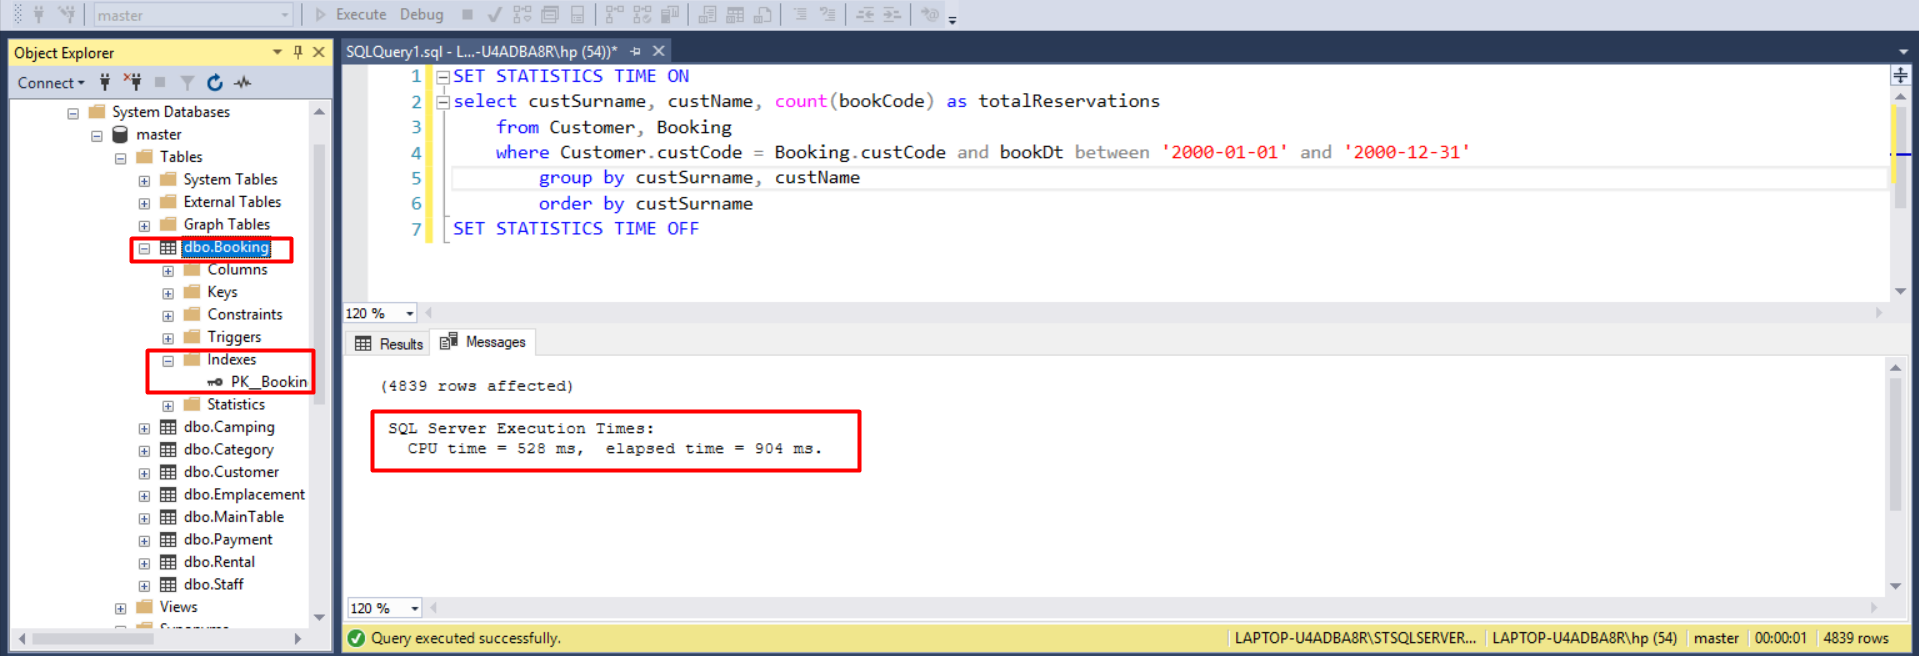 master
Execute
Debug
Object Explorer
Connect
System Databases
master
Tables
System Tables
External Tables
Graph Tables
dbo.Booking
Columns
Keys
Constraints
Triggers
Indexes
PK__Bookin
Statistics
dbo.Camping
dbo.Category
dbo.Customer
dbo.Emplacement
dbo.MainTable
dbo.Payment
dbo.Rental
dbo.Staff
Views
SQLQuery1.sql - L...-U4ADBA8R\hp (54))*
1 SET STATISTICS TIME ON
2 select custSurname, custName, count(bookCode) as totalReservations
3 from Customer, Booking
4 where Customer.custCode = Booking.custCode and bookDt between '2000-01-01' and '2000-12-31'
5 group by custSurname, custName
6 order by custSurname
7 SET STATISTICS TIME OFF
120 %
Results Messages
(4839 rows affected)
SQL Server Execution Times:
CPU time = 528 ms, elapsed time = 904 ms.
120 %
Query executed successfully.
LAPTOP-U4ADBA8R\STSQLSERVER... LAPTOP-U4ADBA8R\hp (54) master 00:00:01 4839 rows